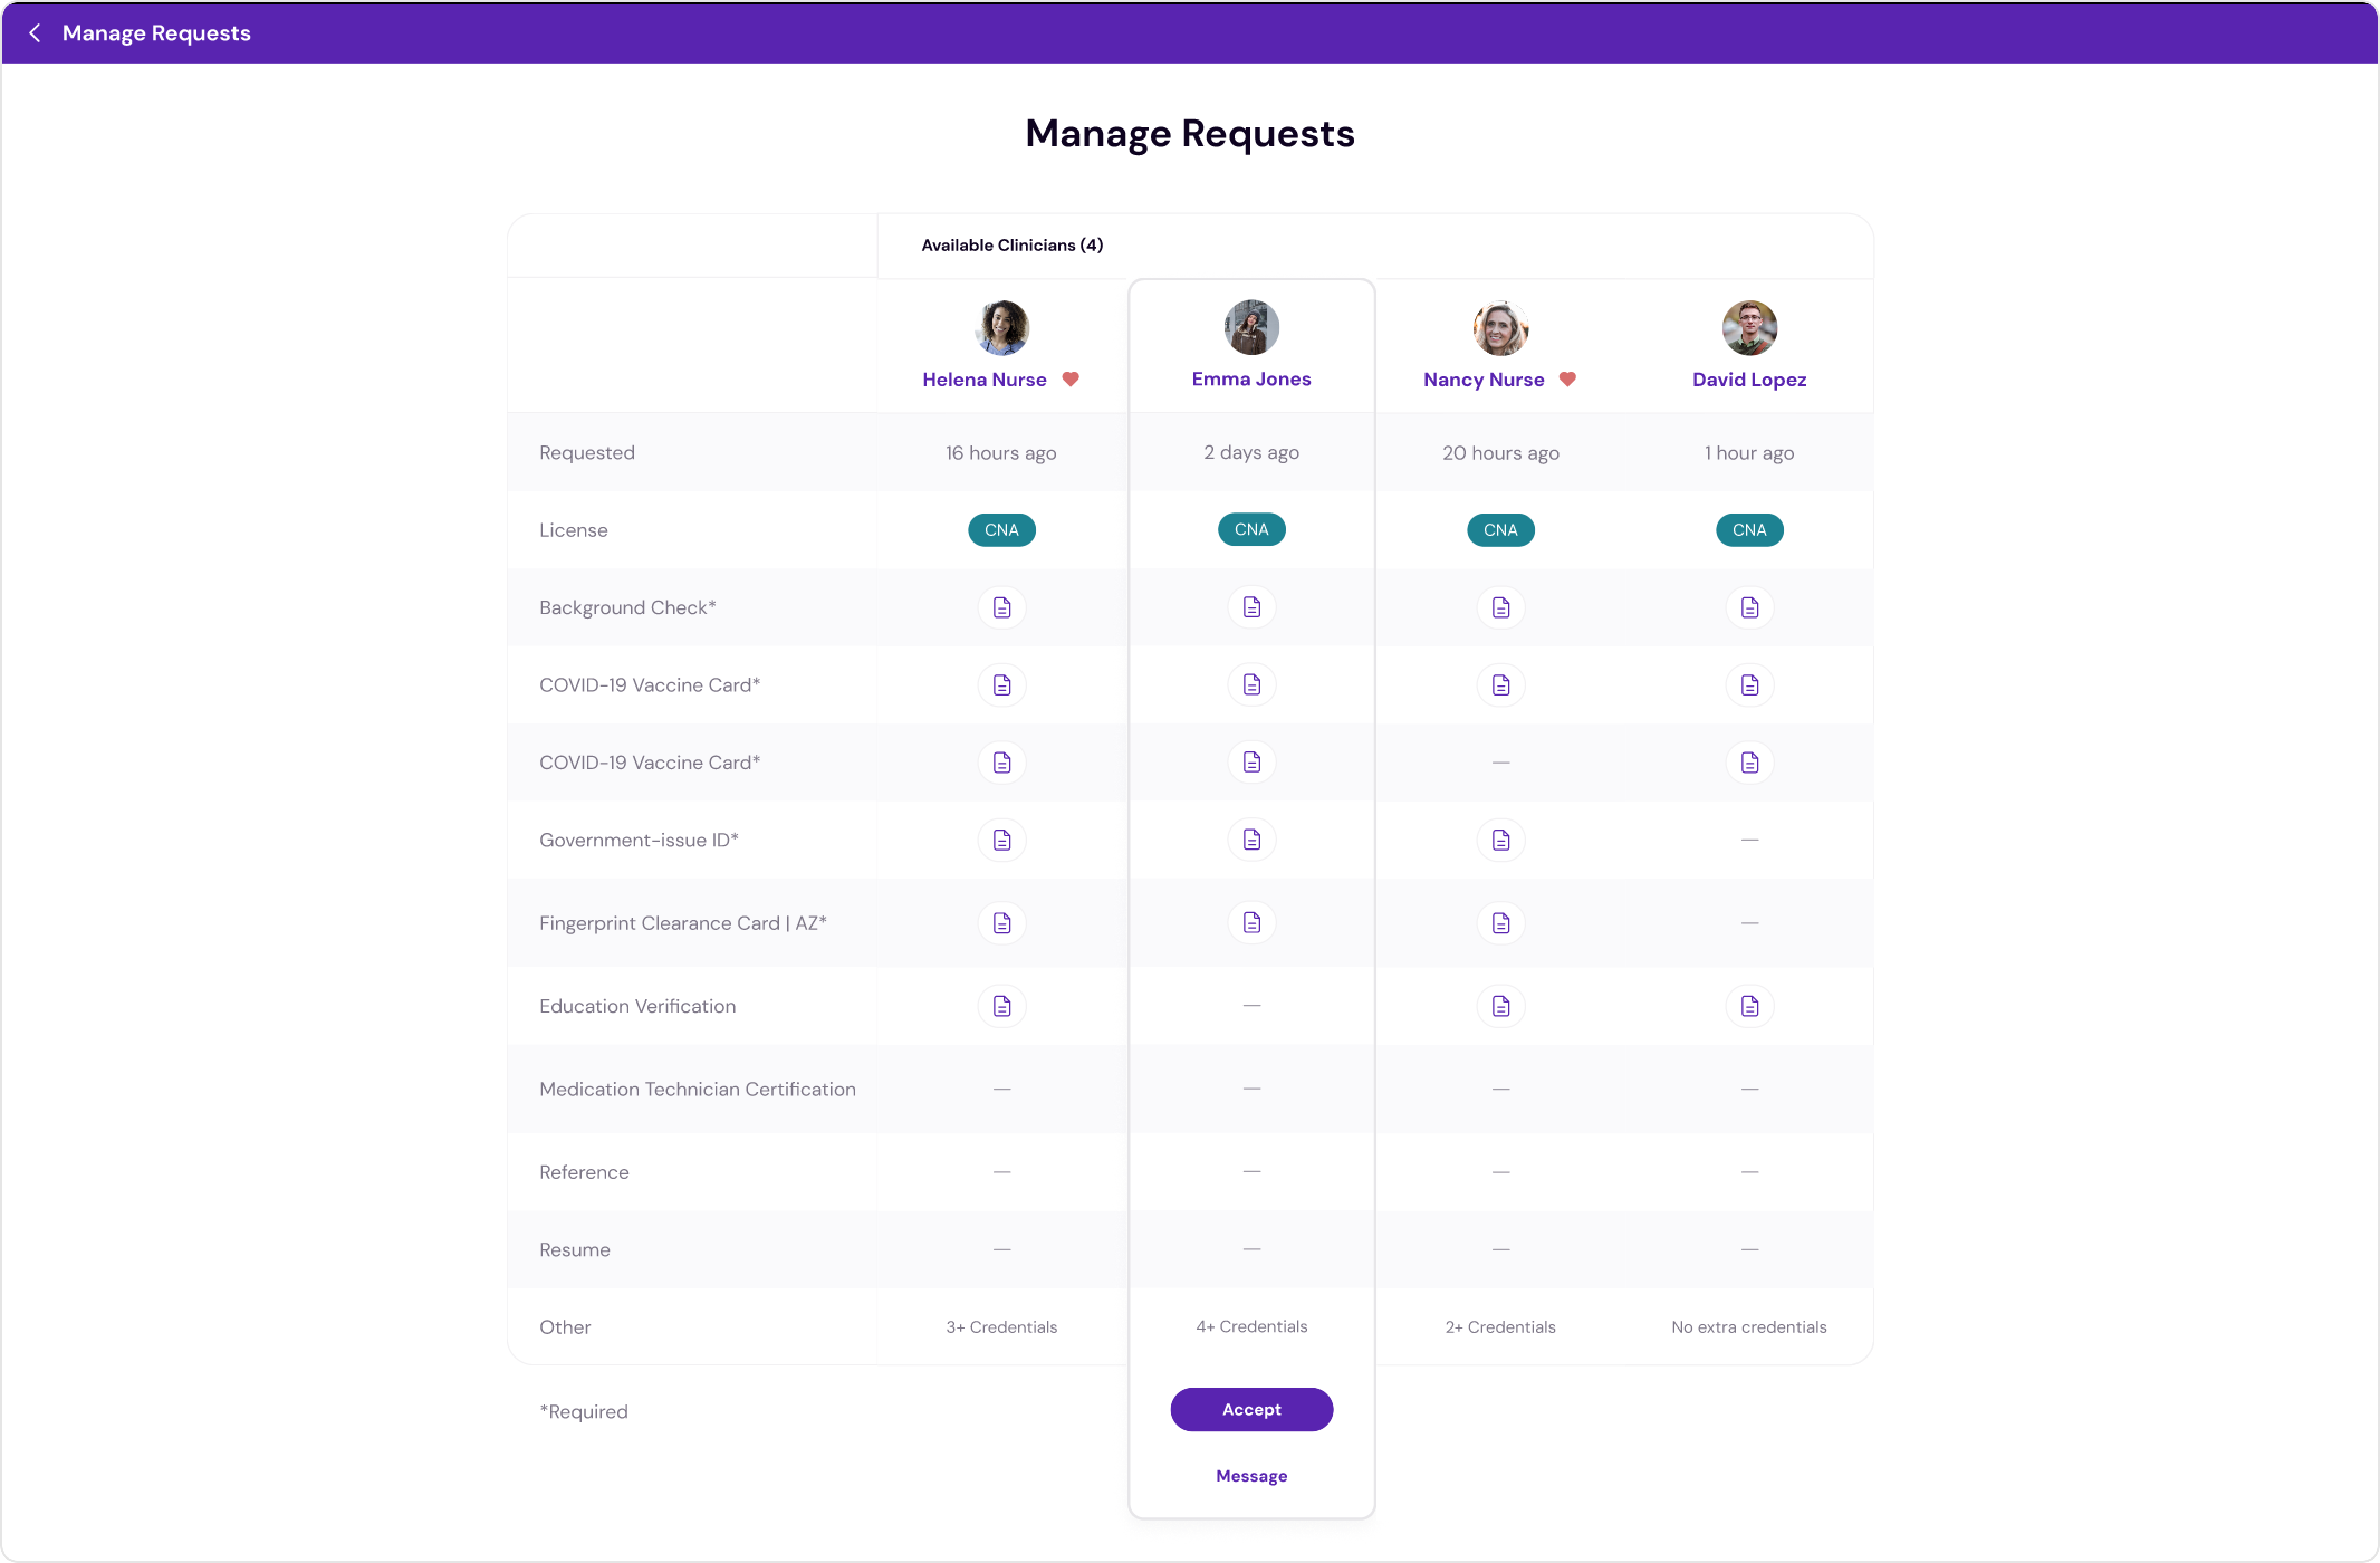 Manage Requests
Manage Requests
Available Clinicians (4)
Helena Nurse
Emma Jones
Nancy Nurse
David Lopez
Requested
16 hours ago
2 days ago
20 hours ago
1 hour ago
License
CNA
CNA
CNA
CNA
Background Check*
COVID-19 Vaccine Card*
COVID-19 Vaccine Card*
Government-issue ID*
Fingerprint Clearance Card | AZ*
Education Verification
—
Medication Technician Certification
—
—
—
—
Reference
—
—
—
—
Resume
—
—
—
—
Other
3+ Credentials
4+ Credentials
2+ Credentials
No extra credentials
*Required
Accept
Message